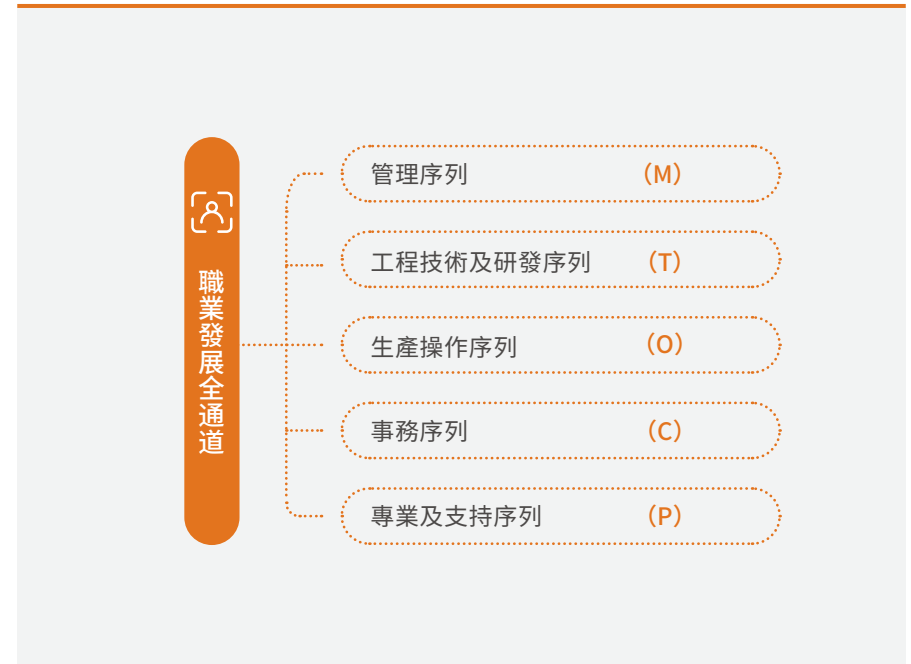 職業發展全通道
管理序列 （M）
工程技術及研發序列 （T）
生產操作序列 （O）
事務序列 （C）
專業及支持序列 （P）